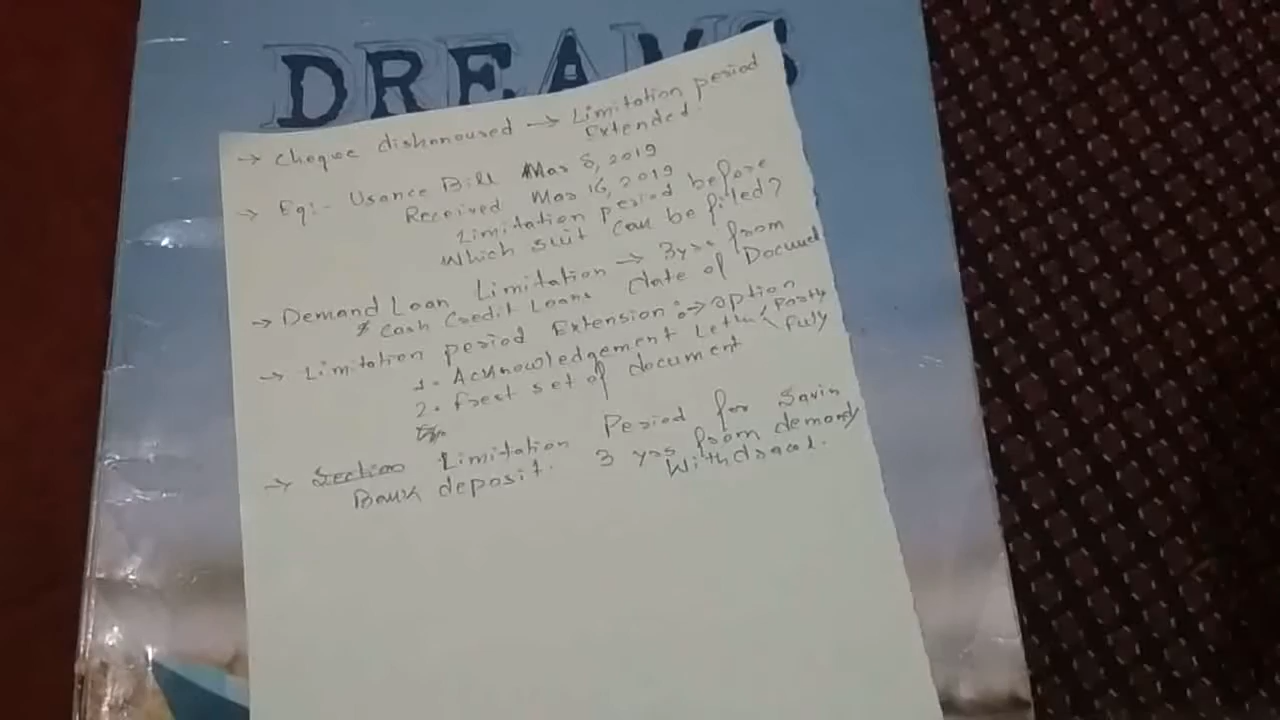 DREAMS
→ Cheque dishonoured → Limitation period
Extended
→ Eg:- Usance Bill Mar 8, 2019
Received Mar 16, 2019
Limitation period before
Which suit can be filed?
→ Demand Loan Limitation → 3yrs from
& Cash Credit Loans date of Document
→ Limitation period Extension :→ option
1. Acknowledgement Letter Partly
Fully
2. Fresh set of document
→ Section Limitation Period for Savin
Bank deposit. 3 yrs from demand
Withdrawal.